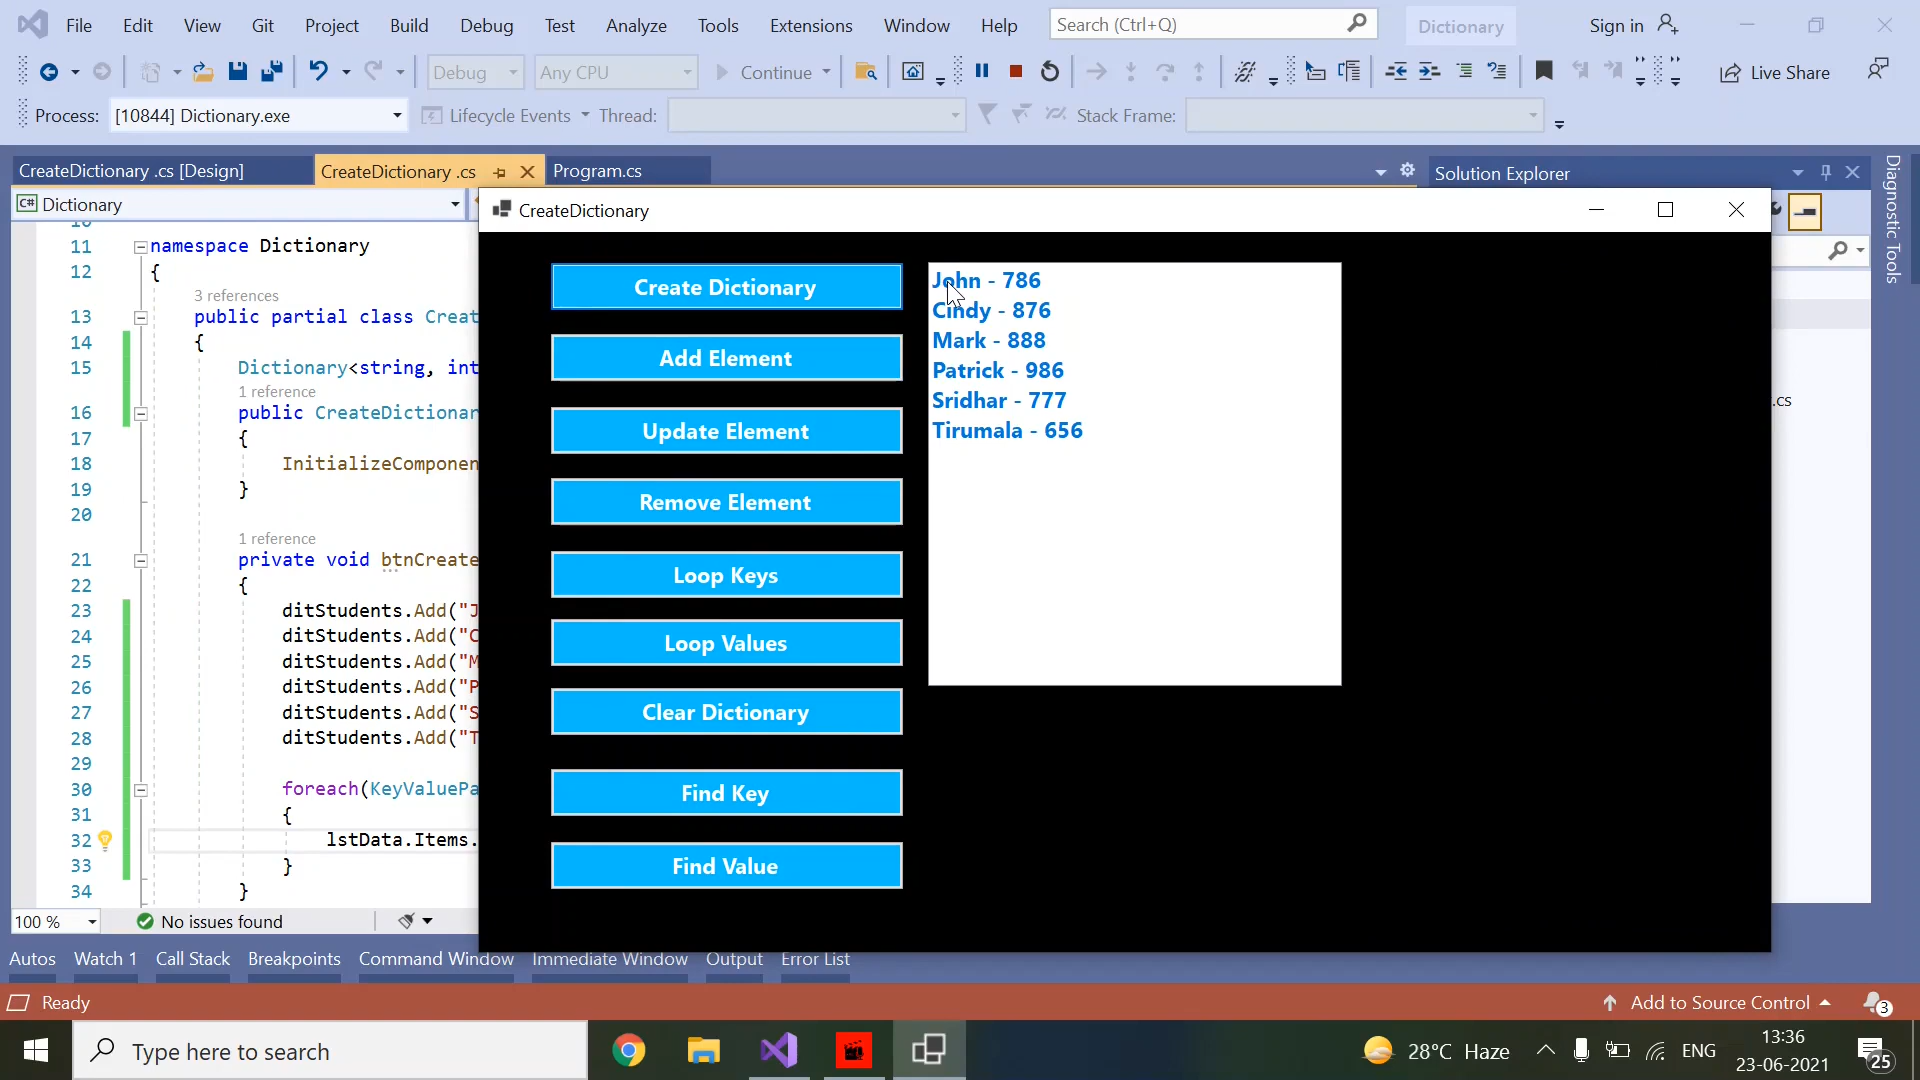 File Edit View Git Project Build Debug Test Analyze Tools Extensions Window Help Search (Ctrl+Q) Dictionary Sign in
Debug Any CPU Continue Live Share
Process: [10844] Dictionary.exe Lifecycle Events Thread: Stack Frame:
CreateDictionary .cs [Design] CreateDictionary .cs Program.cs Solution Explorer
Diagnostic Tools
C# Dictionary
CreateDictionary
11 namespace Dictionary
12 {
3 references
13 public partial class Creat
14 {
15 Dictionary<string, int
1 reference
16 public CreateDictionar
17 {
18 InitializeComponen
19 }
20
1 reference
21 private void btnCreate
22 {
23 ditStudents.Add("J
24 ditStudents.Add("C
25 ditStudents.Add("M
26 ditStudents.Add("P
27 ditStudents.Add("S
28 ditStudents.Add("T
29
30 foreach(KeyValuePa
31 {
32 lstData.Items.
33 }
34 }
Create Dictionary
Add Element
Update Element
Remove Element
Loop Keys
Loop Values
Clear Dictionary
Find Key
Find Value
John - 786
Cindy - 876
Mark - 888
Patrick - 986
Sridhar - 777
Tirumala - 656
.cs
100 % No issues found
Autos Watch 1 Call Stack Breakpoints Command Window Immediate Window Output Error List
Ready Add to Source Control 3
Type here to search 28°C Haze ENG 13:36
23-06-2021 25